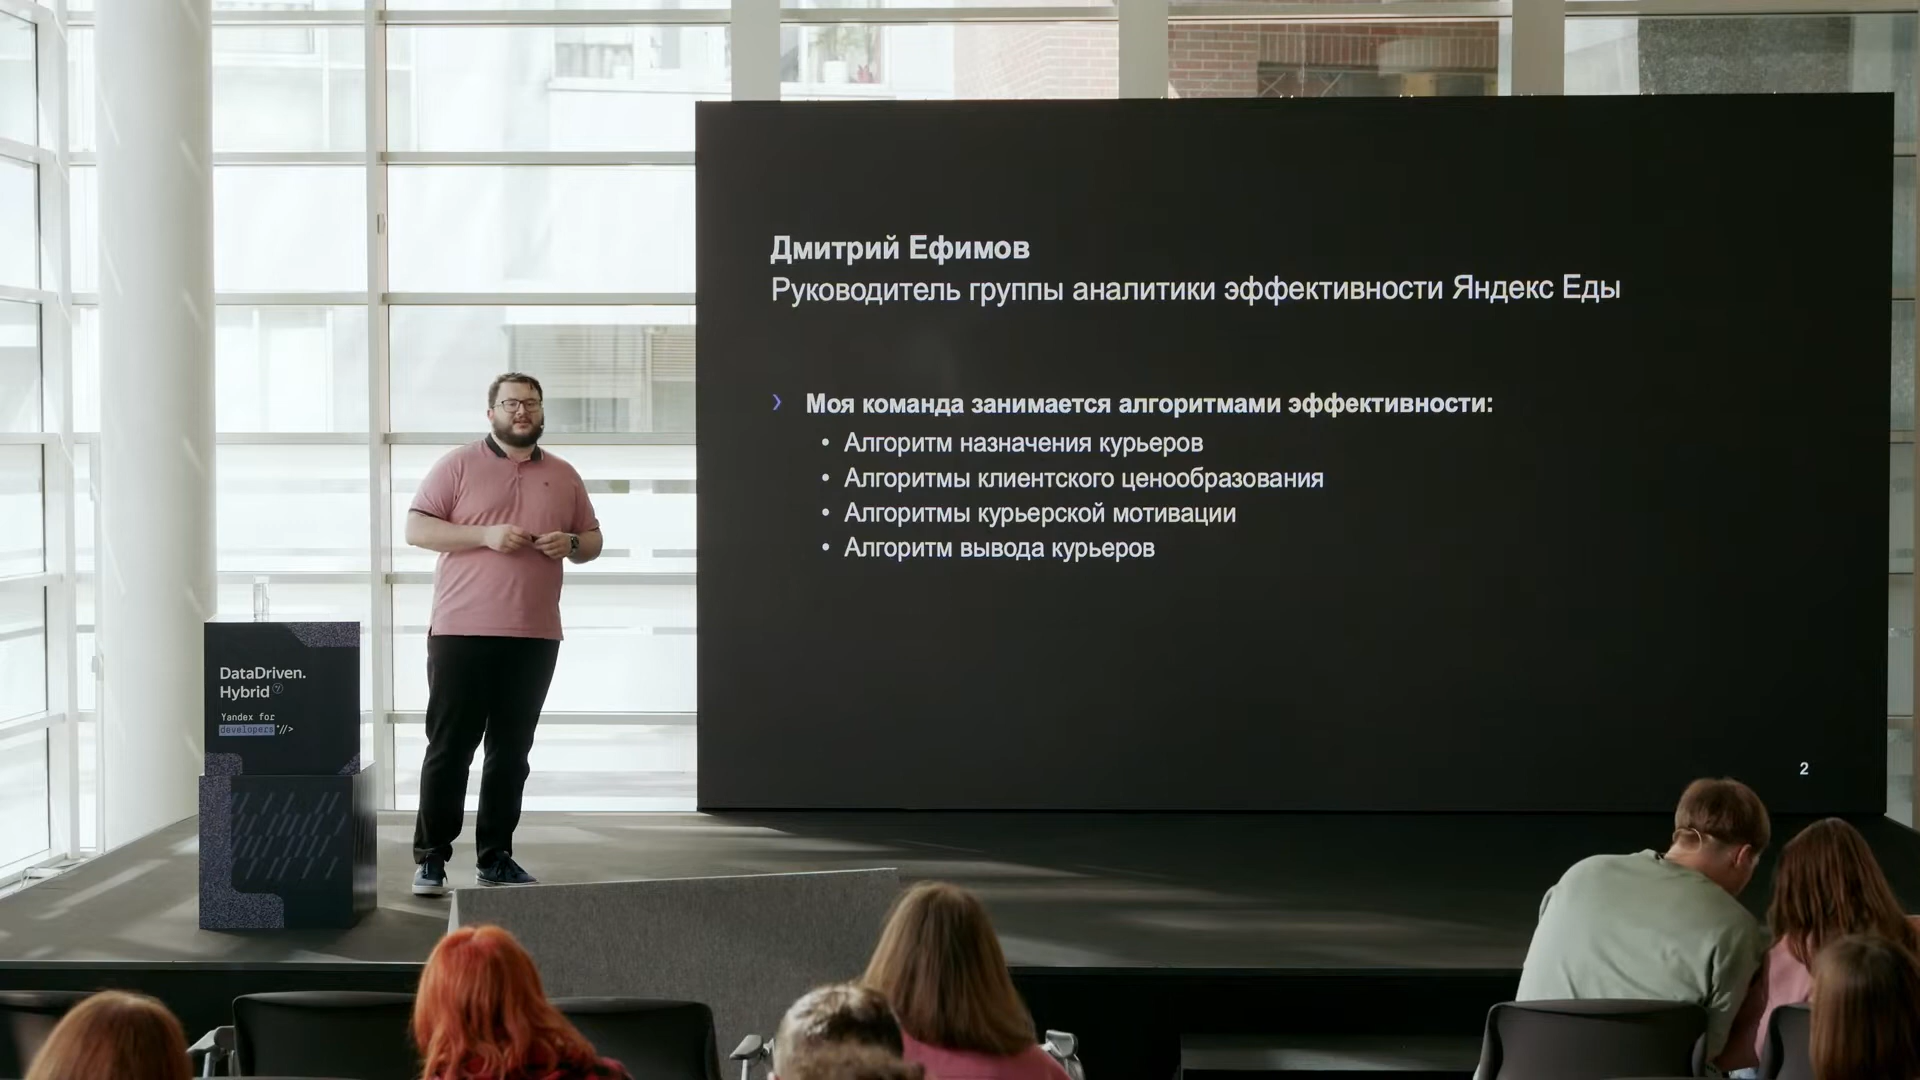 Дмитрий Ефимов
Руководитель группы аналитики эффективности Яндекс Еды
› Моя команда занимается алгоритмами эффективности:
• Алгоритм назначения курьеров
• Алгоритмы клиентского ценообразования
• Алгоритмы курьерской мотивации
• Алгоритм вывода курьеров
2
DataDriven.
Hybrid
Yandex for
developers*//>